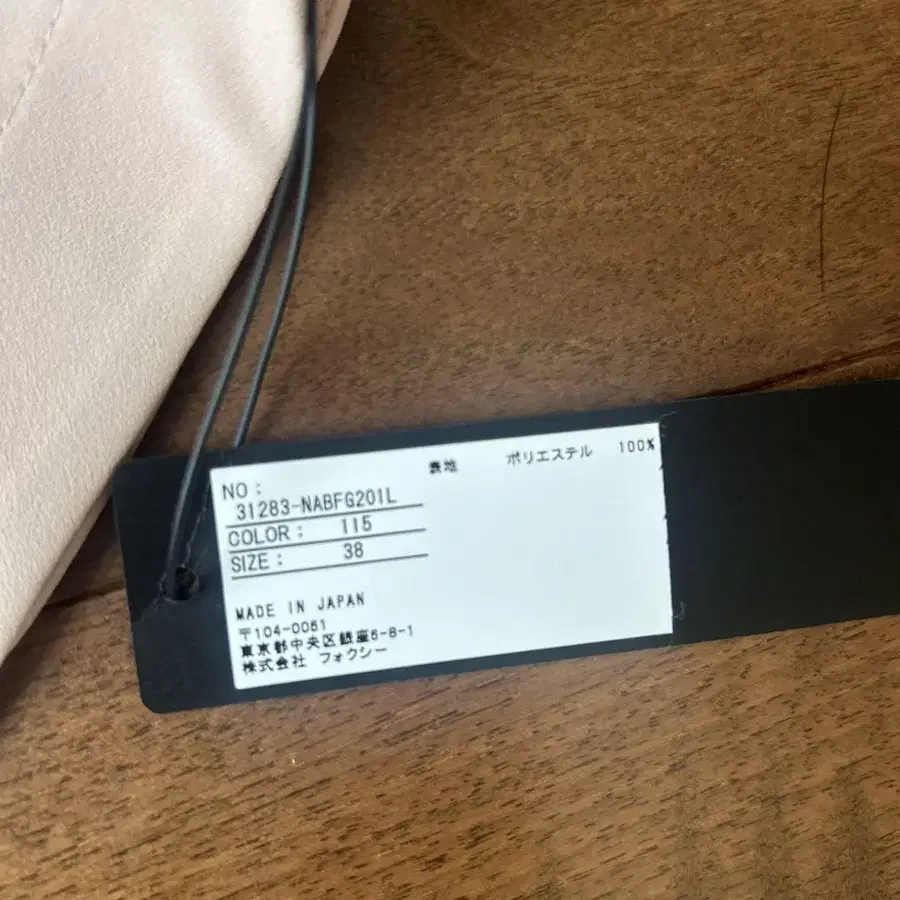 NO:
31283-NABFG201L
COLOR: 115
SIZE: 38
表地 ポリエステル 100%
MADE IN JAPAN
〒104-0061
東京都中央区銀座6-8-1
株式会社 フォクシー